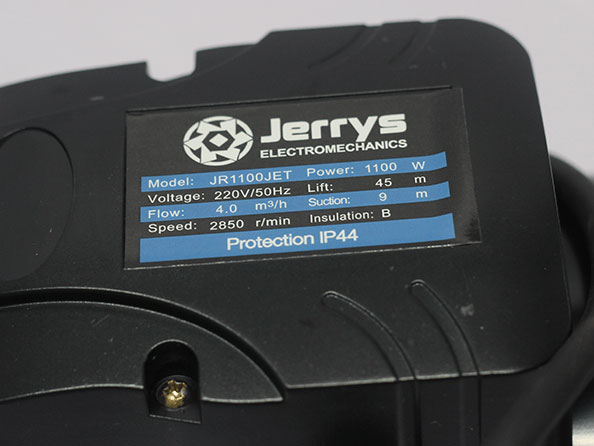 Jerrys
ELECTROMECHANICS
Model: JR1100JET Power: 1100 W
Voltage: 220V/50Hz Lift: 45 m
Flow: 4.0 m³/h Suction: 9 m
Speed: 2850 r/min Insulation: B
Protection IP44